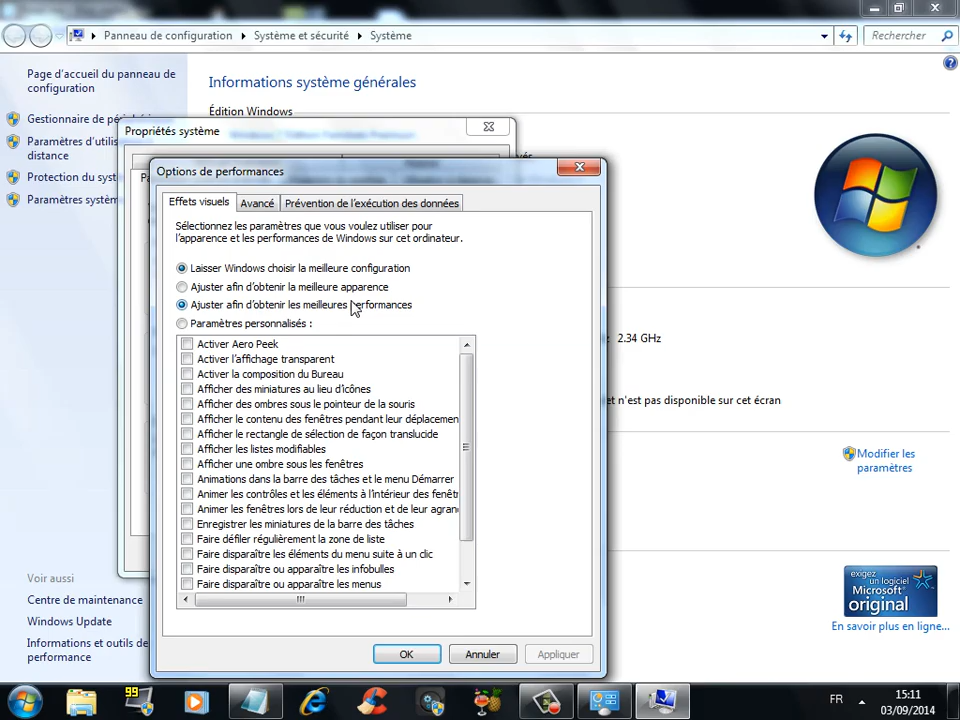 Panneau de configuration
Système et sécurité
Système
Rechercher
Page d'accueil du panneau de
configuration
Informations système générales
Édition Windows
Gestionnaire de
Paramètres d'utilis
distance
Protection du syst
Paramètres système
Propriétés système
Options de performances
Effets visuels
Avancé
Prévention de l'exécution des données
Sélectionnez les paramètres que vous voulez utiliser pour
l'apparence et les performances de Windows sur cet ordinateur.
Laisser Windows choisir la meilleure configuration
Ajuster afin d'obtenir la meilleure apparence
Ajuster afin d'obtenir les meilleures performances
Paramètres personnalisés :
Activer Aero Peek
Activer l'affichage transparent
Activer la composition du Bureau
Afficher des miniatures au lieu d'icônes
Afficher des ombres sous le pointeur de la souris
Afficher le contenu des fenêtres pendant leur déplacemen
Afficher le rectangle de sélection de façon translucide
Afficher les listes modifiables
Afficher une ombre sous les fenêtres
Animations dans la barre des tâches et le menu Démarrer
Animer les contrôles et les éléments à l'intérieur des fenêtr
Animer les fenêtres lors de leur réduction et de leur agran
Enregistrer les miniatures de la barre des tâches
Faire défiler régulièrement la zone de liste
Faire disparaître les éléments du menu suite à un clic
Faire disparaître ou apparaître les infobulles
Faire disparaître ou apparaître les menus
OK
Annuler
Appliquer
2.34 GHz
et n'est pas disponible sur cet écran
Modifier les
paramètres
exigez
un logiciel
Microsoft
original
En savoir plus en ligne...
Voir aussi
Centre de maintenance
Windows Update
Informations et outils de
performance
99
FR
15:11
03/09/2014